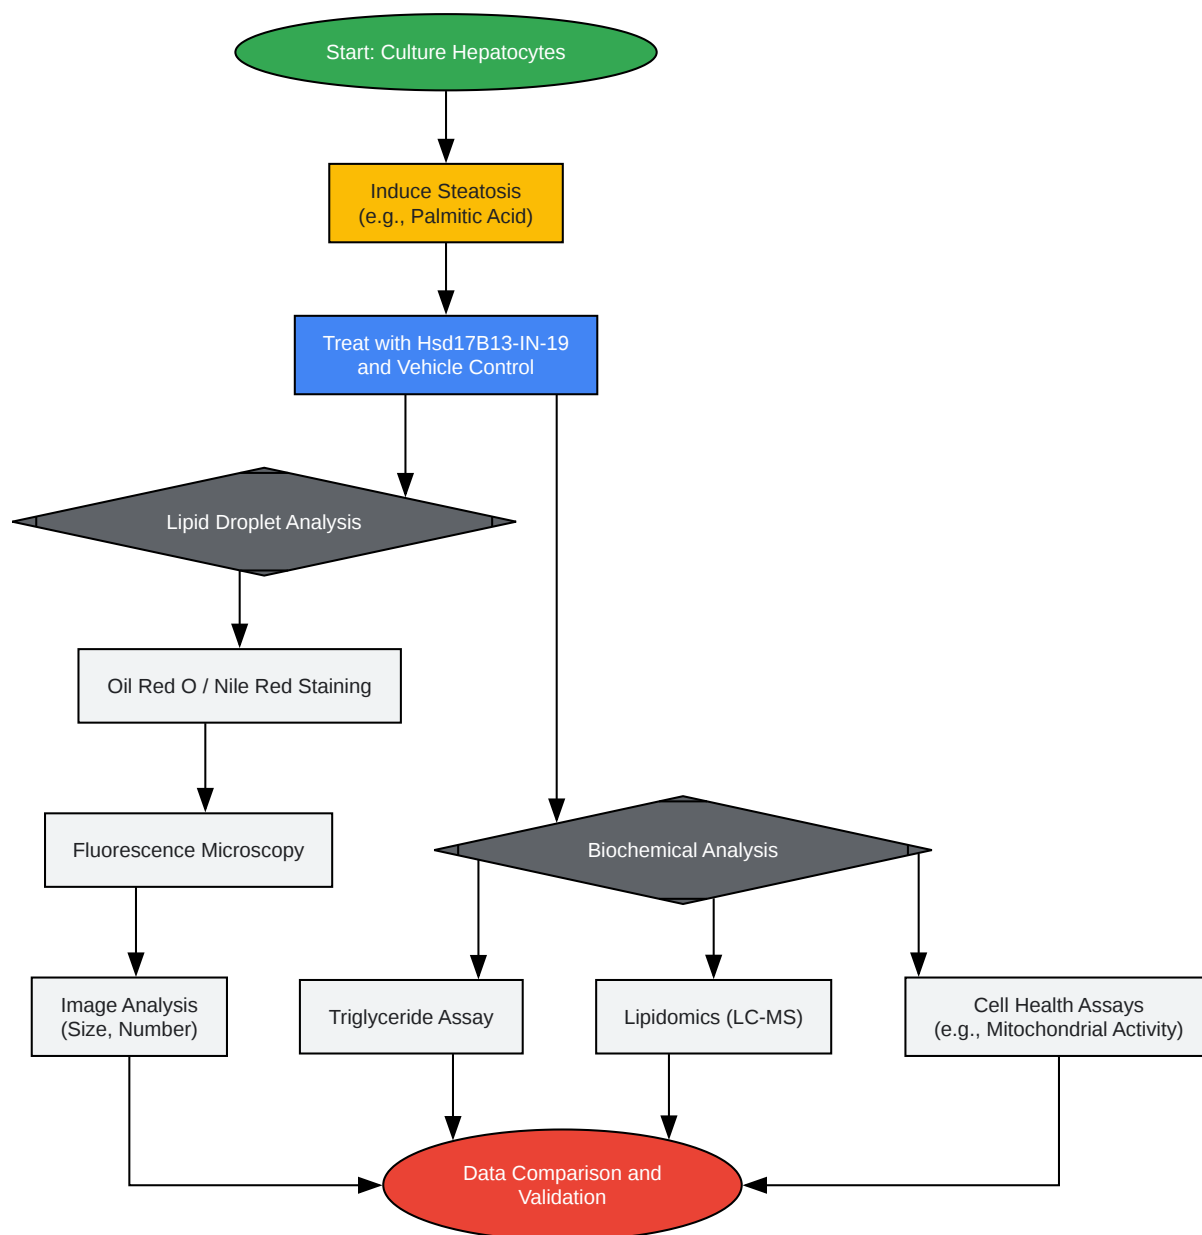 Start: Culture Hepatocytes
Induce Steatosis
(e.g., Palmitic Acid)
Treat with Hsd17B13-IN-19
and Vehicle Control
Lipid Droplet Analysis
Oil Red O / Nile Red Staining
Fluorescence Microscopy
Biochemical Analysis
Image Analysis
(Size, Number)
Triglyceride Assay
Lipidomics (LC-MS)
Cell Health Assays
(e.g., Mitochondrial Activity)
Data Comparison and
Validation